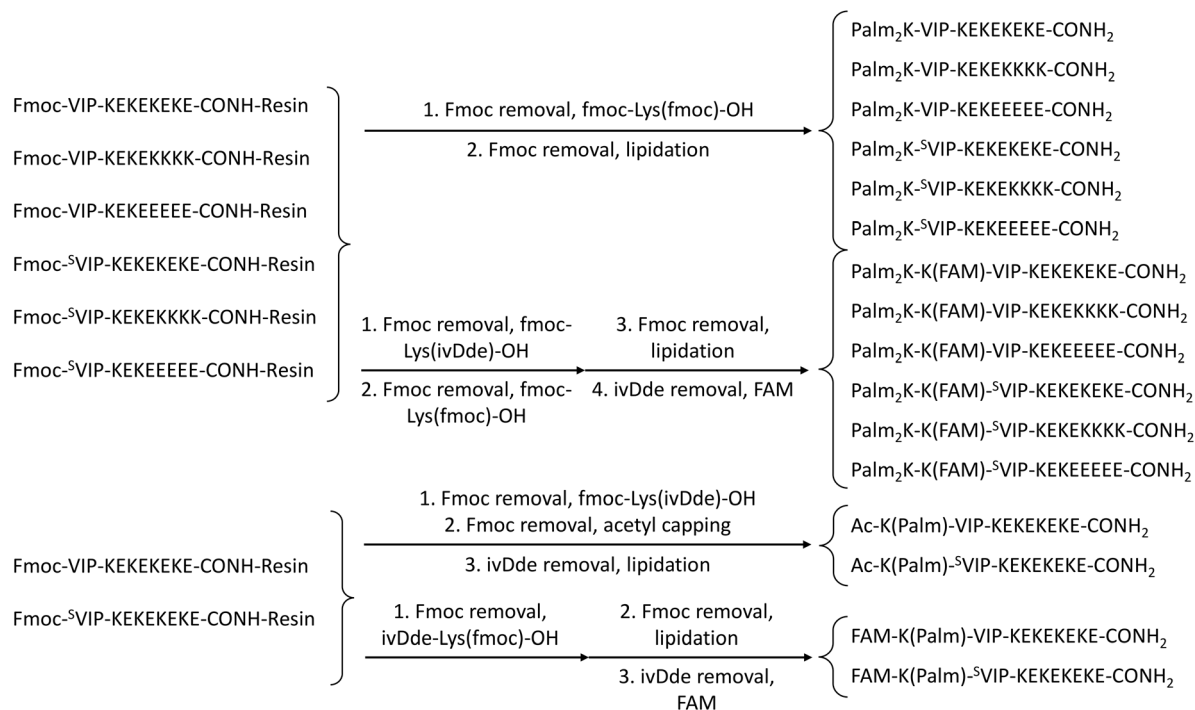 Fmoc-VIP-KEKEKEKE-CONH-Resin
Fmoc-VIP-KEKEKKKK-CONH-Resin
Fmoc-VIP-KEKEEEEE-CONH-Resin
Fmoc-ˢVIP-KEKEKEKE-CONH-Resin
Fmoc-ˢVIP-KEKEKKKK-CONH-Resin
Fmoc-ˢVIP-KEKEEEEE-CONH-Resin
1. Fmoc removal, fmoc-Lys(fmoc)-OH
2. Fmoc removal, lipidation
1. Fmoc removal, fmoc-
Lys(ivDde)-OH
2. Fmoc removal, fmoc-
Lys(fmoc)-OH
3. Fmoc removal,
lipidation
4. ivDde removal, FAM
Palm₂K-VIP-KEKEKEKE-CONH₂
Palm₂K-VIP-KEKEKKKK-CONH₂
Palm₂K-VIP-KEKEEEEE-CONH₂
Palm₂K-ˢVIP-KEKEKEKE-CONH₂
Palm₂K-ˢVIP-KEKEKKKK-CONH₂
Palm₂K-ˢVIP-KEKEEEEE-CONH₂
Palm₂K-K(FAM)-VIP-KEKEKEKE-CONH₂
Palm₂K-K(FAM)-VIP-KEKEKKKK-CONH₂
Palm₂K-K(FAM)-VIP-KEKEEEEE-CONH₂
Palm₂K-K(FAM)-ˢVIP-KEKEKEKE-CONH₂
Palm₂K-K(FAM)-ˢVIP-KEKEKKKK-CONH₂
Palm₂K-K(FAM)-ˢVIP-KEKEEEEE-CONH₂
Fmoc-VIP-KEKEKEKE-CONH-Resin
Fmoc-ˢVIP-KEKEKEKE-CONH-Resin
1. Fmoc removal, fmoc-Lys(ivDde)-OH
2. Fmoc removal, acetyl capping
3. ivDde removal, lipidation
1. Fmoc removal,
ivDde-Lys(fmoc)-OH
2. Fmoc removal,
lipidation
3. ivDde removal,
FAM
Ac-K(Palm)-VIP-KEKEKEKE-CONH₂
Ac-K(Palm)-ˢVIP-KEKEKEKE-CONH₂
FAM-K(Palm)-VIP-KEKEKEKE-CONH₂
FAM-K(Palm)-ˢVIP-KEKEKEKE-CONH₂